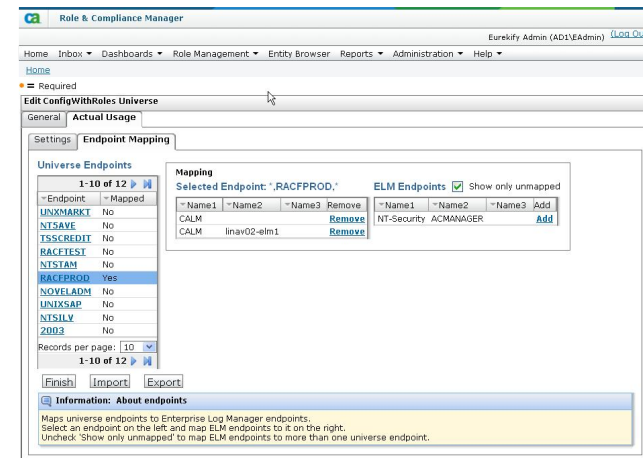 ca Role & Compliance Manager
Eurekify Admin (AD1\EAdmin) (Log Ou
Home Inbox Dashboards Role Management Entity Browser Reports Administration Help
Home
= Required
Edit ConfigWithRoles Universe
General Actual Usage
Settings Endpoint Mapping
Universe Endpoints
1-10 of 12
Endpoint Mapped
UNXMARKT No
NT5AVE No
TSSCREDIT No
RACFTEST No
NTSTAM No
RACFPROD Yes
NOVELADM No
UNIXSAP No
NTSILV No
2003 No
Records per page: 10
1-10 of 12
Mapping
Selected Endpoint: *,RACFPROD,*
Name1 Name2 Name3 Remove
CALM Remove
CALM linav02-elm1 Remove
ELM Endpoints Show only unmapped
Name1 Name2 Name3 Add
NT-Security ACMANAGER Add
Finish Import Export
Information: About endpoints
Maps universe endpoints to Enterprise Log Manager endpoints.
Select an endpoint on the left and map ELM endpoints to it on the right.
Uncheck 'Show only unmapped' to map ELM endpoints to more than one universe endpoint.